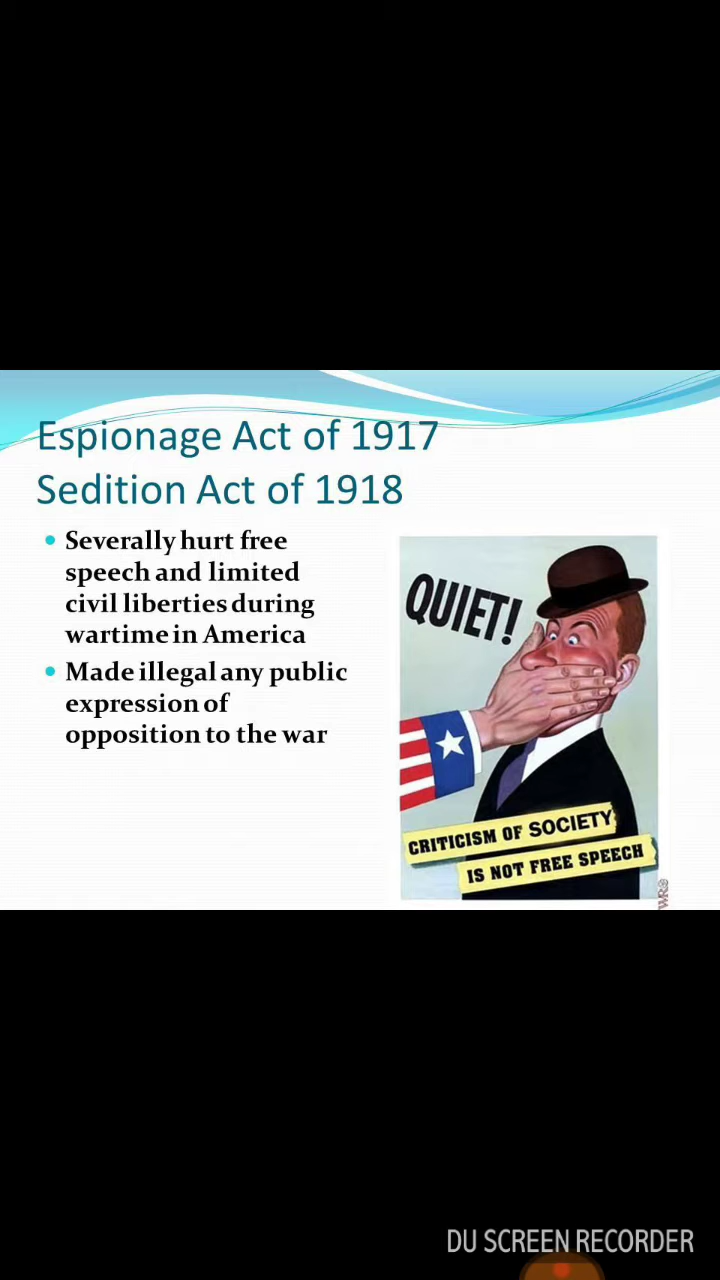 Espionage Act of 1917
Sedition Act of 1918
Severally hurt free
speech and limited
civil liberties during
wartime in America
Made illegal any public
expression of
opposition to the war
QUIET!
CRITICISM OF SOCIETY
IS NOT FREE SPEECH
DU SCREEN RECORDER